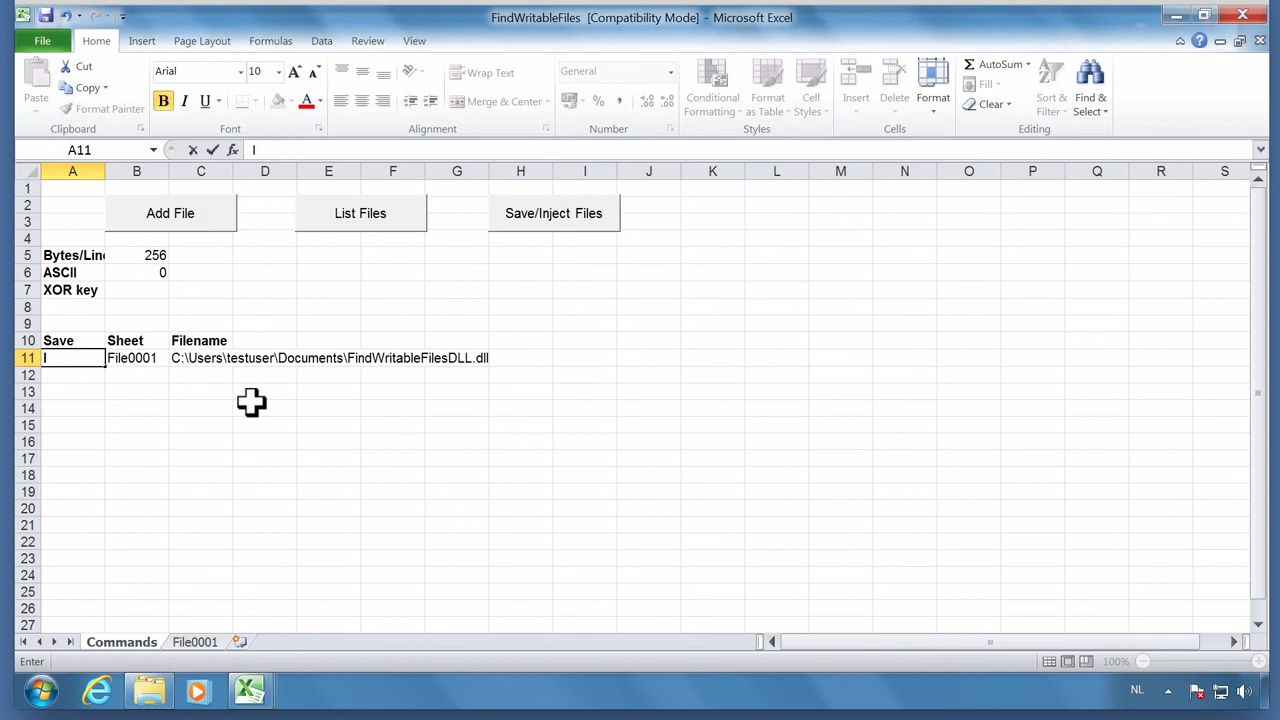 FindWritableFiles [Compatibility Mode] - Microsoft Excel
File Home Insert Page Layout Formulas Data Review View
Paste
Cut
Copy
Format Painter
Clipboard
Arial 10 A A
B I U A
Font
Wrap Text
Merge & Center
Alignment
General
% ,
Number
Conditional Formatting
Format as Table
Cell Styles
Styles
Insert
Delete
Format
Cells
AutoSum
Fill
Clear
Sort & Filter
Find & Select
Editing
A11 fx I
A B C D E F G H I J K L M N O P Q R S
1
2 Add File List Files Save/Inject Files
3
4
5 Bytes/Line 256
6 ASCII 0
7 XOR key
8
9
10 Save Sheet Filename
11 I File0001 C:\Users\testuser\Documents\FindWritableFilesDLL.dll
12
13
14
15
16
17
18
19
20
21
22
23
24
25
26
27
Commands File0001
Enter 100%
NL